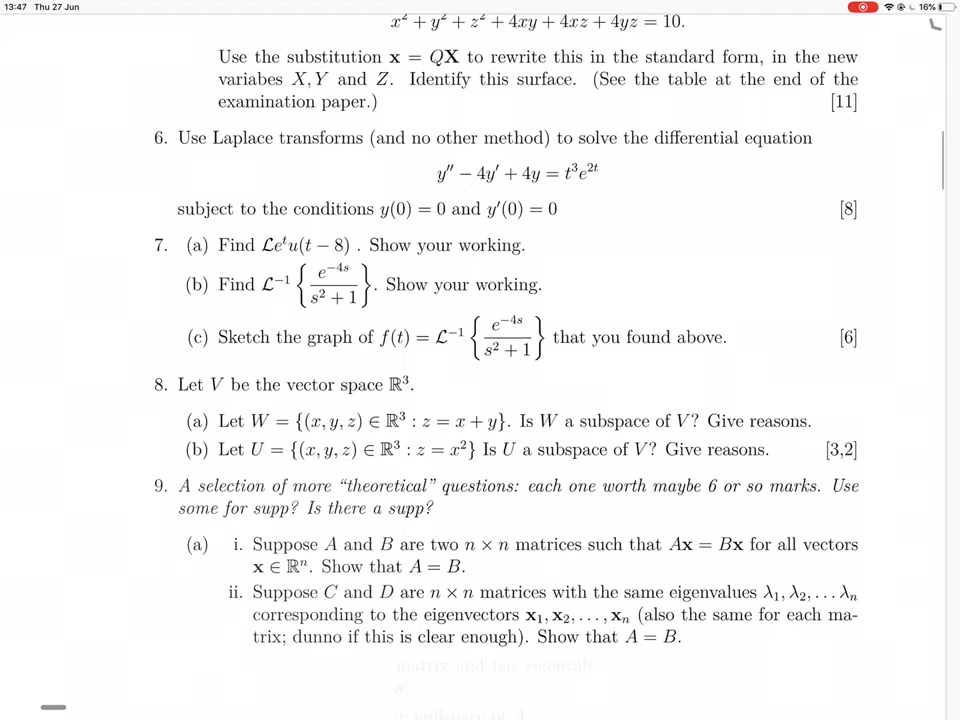 13:47 Thu 27 Jun
16%
x² + y² + z² + 4xy + 4xz + 4yz = 10.
Use the substitution x = QX to rewrite this in the standard form, in the new
variabes X, Y and Z. Identify this surface. (See the table at the end of the
examination paper.) [11]
6. Use Laplace transforms (and no other method) to solve the differential equation
y″ − 4y′ + 4y = t³e²ᵗ
subject to the conditions y(0) = 0 and y′(0) = 0 [8]
7. (a) Find ℒeᵗu(t − 8) . Show your working.
(b) Find ℒ⁻¹ { e⁻⁴ˢ / s² + 1 }. Show your working.
(c) Sketch the graph of f(t) = ℒ⁻¹ { e⁻⁴ˢ / s² + 1 } that you found above. [6]
8. Let V be the vector space ℝ³.
(a) Let W = {(x, y, z) ∈ ℝ³ : z = x + y}. Is W a subspace of V? Give reasons.
(b) Let U = {(x, y, z) ∈ ℝ³ : z = x²} Is U a subspace of V? Give reasons. [3,2]
9. A selection of more “theoretical” questions: each one worth maybe 6 or so marks. Use
some for supp? Is there a supp?
(a) i. Suppose A and B are two n × n matrices such that Ax = Bx for all vectors
x ∈ ℝⁿ. Show that A = B.
ii. Suppose C and D are n × n matrices with the same eigenvalues λ₁, λ₂, . . . λₙ
corresponding to the eigenvectors x₁, x₂, . . . , xₙ (also the same for each ma-
trix; dunno if this is clear enough). Show that A = B.
matrix and has